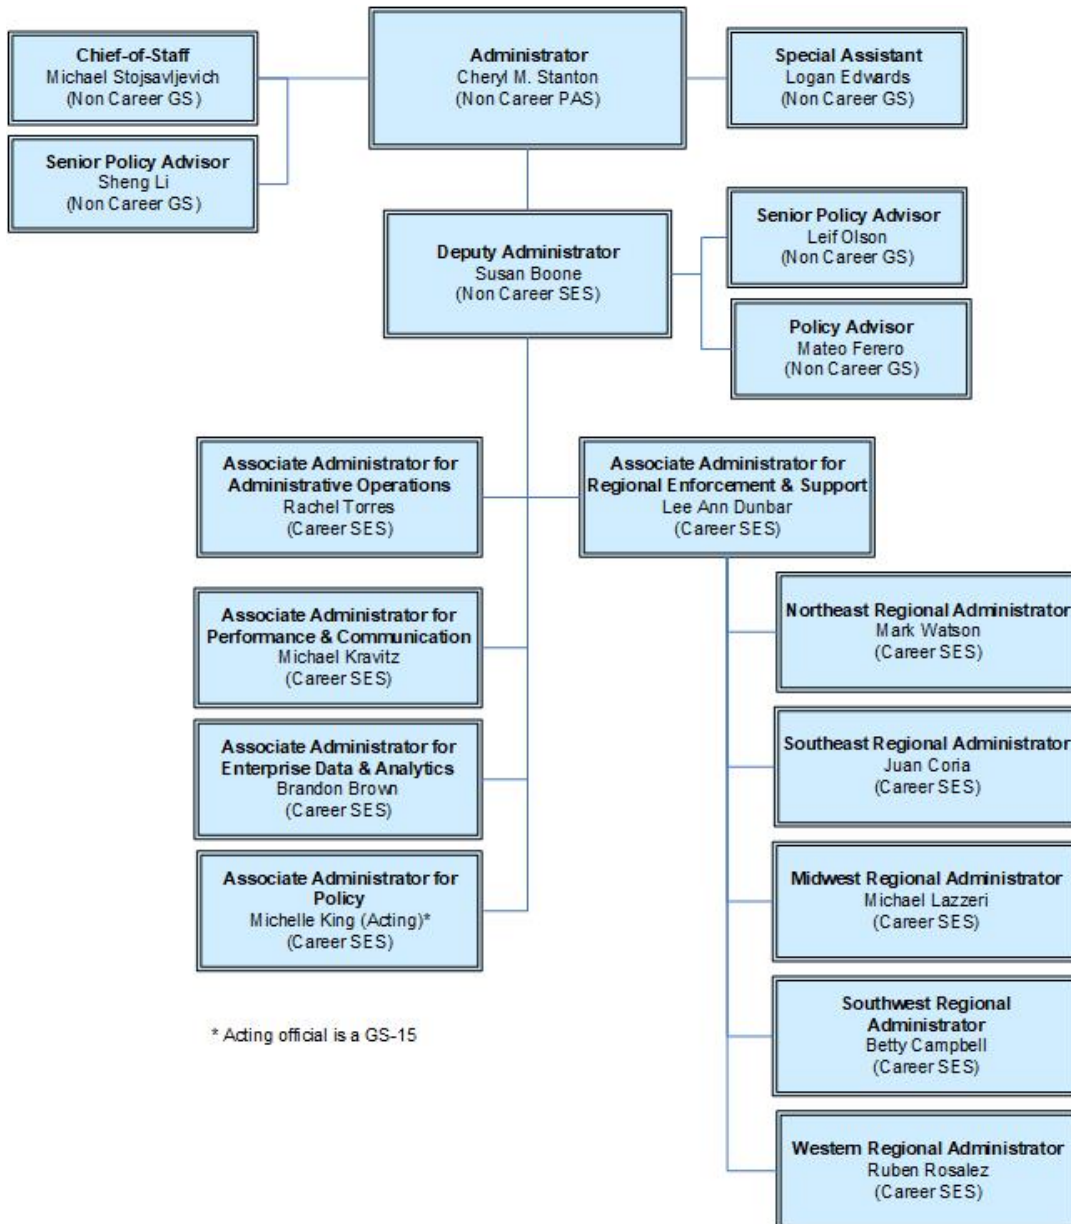 Chief-of-Staff
Michael Stojsavljevich
(Non Career GS)
Administrator
Cheryl M. Stanton
(Non Career PAS)
Special Assistant
Logan Edwards
(Non Career GS)
Senior Policy Advisor
Sheng Li
(Non Career GS)
Deputy Administrator
Susan Boone
(Non Career SES)
Senior Policy Advisor
Leif Olson
(Non Career GS)
Policy Advisor
Mateo Ferero
(Non Career GS)
Associate Administrator for
Administrative Operations
Rachel Torres
(Career SES)
Associate Administrator for
Regional Enforcement & Support
Lee Ann Dunbar
(Career SES)
Associate Administrator for
Performance & Communication
Michael Kravitz
(Career SES)
Associate Administrator for
Enterprise Data & Analytics
Brandon Brown
(Career SES)
Associate Administrator for
Policy
Michelle King (Acting)*
(Career SES)
* Acting official is a GS-15
Northeast Regional Administrator
Mark Watson
(Career SES)
Southeast Regional Administrator
Juan Coria
(Career SES)
Midwest Regional Administrator
Michael Lazzeri
(Career SES)
Southwest Regional
Administrator
Betty Campbell
(Career SES)
Western Regional Administrator
Ruben Rosalez
(Career SES)